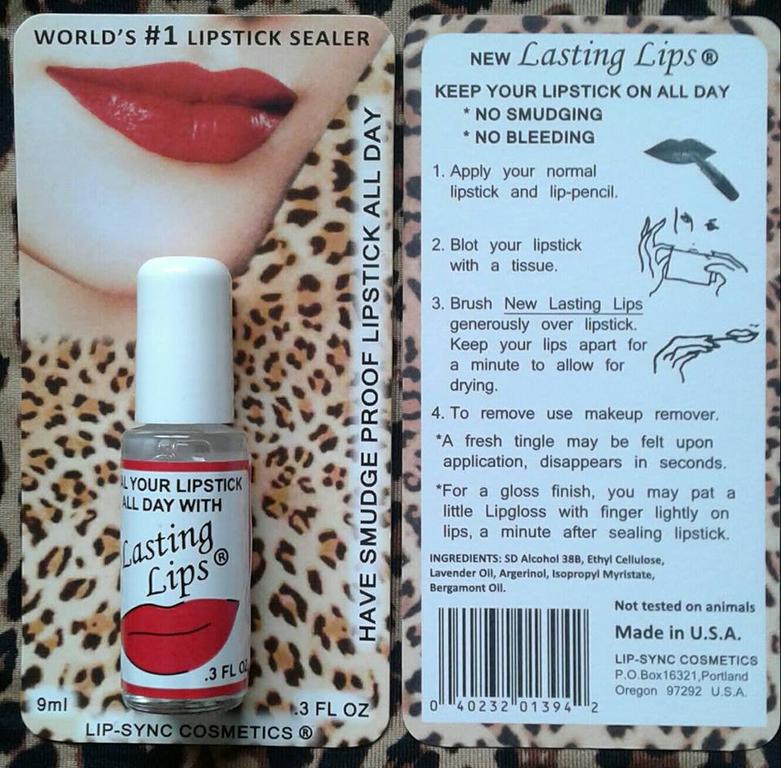 WORLD'S #1 LIPSTICK SEALER
HAVE SMUDGE PROOF LIPSTICK ALL DAY
L YOUR LIPSTICK
ALL DAY WITH
Lasting
Lips®
.3 FL OZ
9ml
.3 FL OZ
LIP-SYNC COSMETICS ®
NEW Lasting Lips®
KEEP YOUR LIPSTICK ON ALL DAY
* NO SMUDGING
* NO BLEEDING
1. Apply your normal
lipstick and lip-pencil.
2. Blot your lipstick
with a tissue.
3. Brush New Lasting Lips
generously over lipstick.
Keep your lips apart for
a minute to allow for
drying.
4. To remove use makeup remover.
*A fresh tingle may be felt upon
application, disappears in seconds.
*For a gloss finish, you may pat a
little Lipgloss with finger lightly on
lips, a minute after sealing lipstick.
INGREDIENTS: SD Alcohol 38B, Ethyl Cellulose,
Lavender Oil, Argerinol, Isopropyl Myristate,
Bergamont Oil.
Not tested on animals
Made in U.S.A.
LIP-SYNC COSMETICS
P.O.Box16321,Portland
Oregon 97292 U.S.A.
0 40232 01394 2